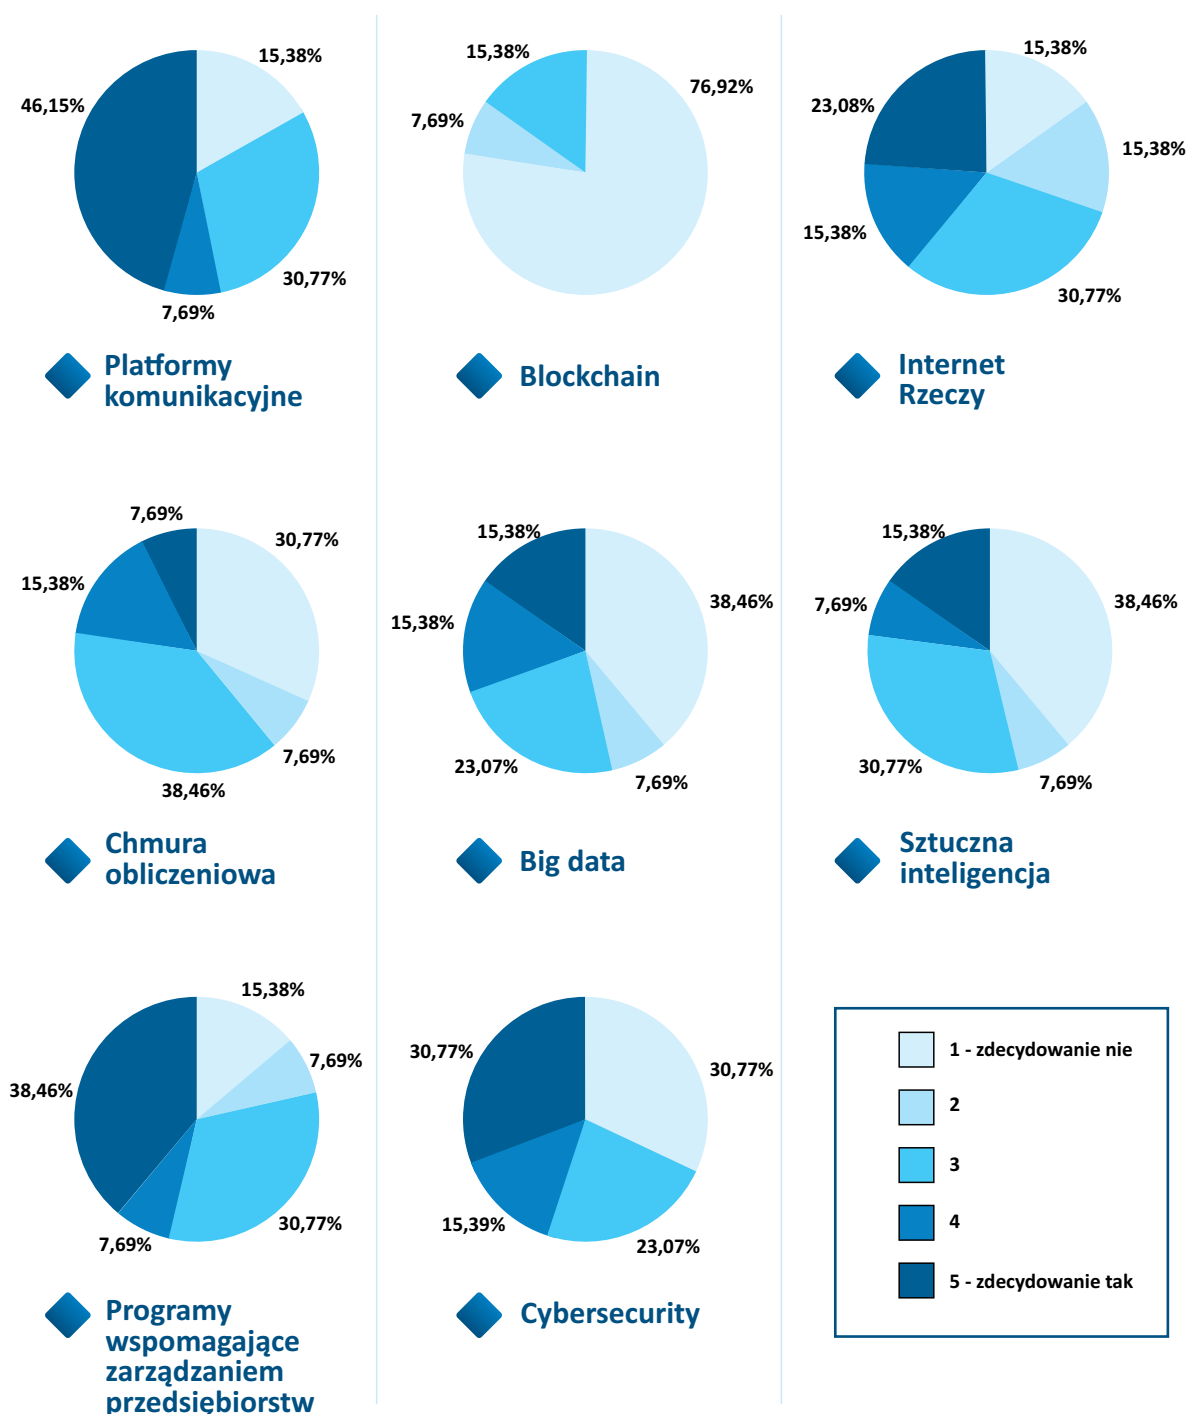 15,38%
46,15%
30,77%
7,69%
Platformy
komunikacyjne
15,38%
76,92%
7,69%
Blockchain
15,38%
23,08%
15,38%
15,38%
30,77%
Internet
Rzeczy
7,69%
30,77%
15,38%
7,69%
38,46%
Chmura
obliczeniowa
15,38%
38,46%
15,38%
23,07%
7,69%
Big data
15,38%
7,69%
38,46%
30,77%
7,69%
Sztuczna
inteligencja
15,38%
7,69%
38,46%
30,77%
7,69%
Programy
wspomagające
zarządzaniem
przedsiębiorstw
30,77%
30,77%
15,39%
23,07%
Cybersecurity
1 - zdecydowanie nie
2
3
4
5 - zdecydowanie tak